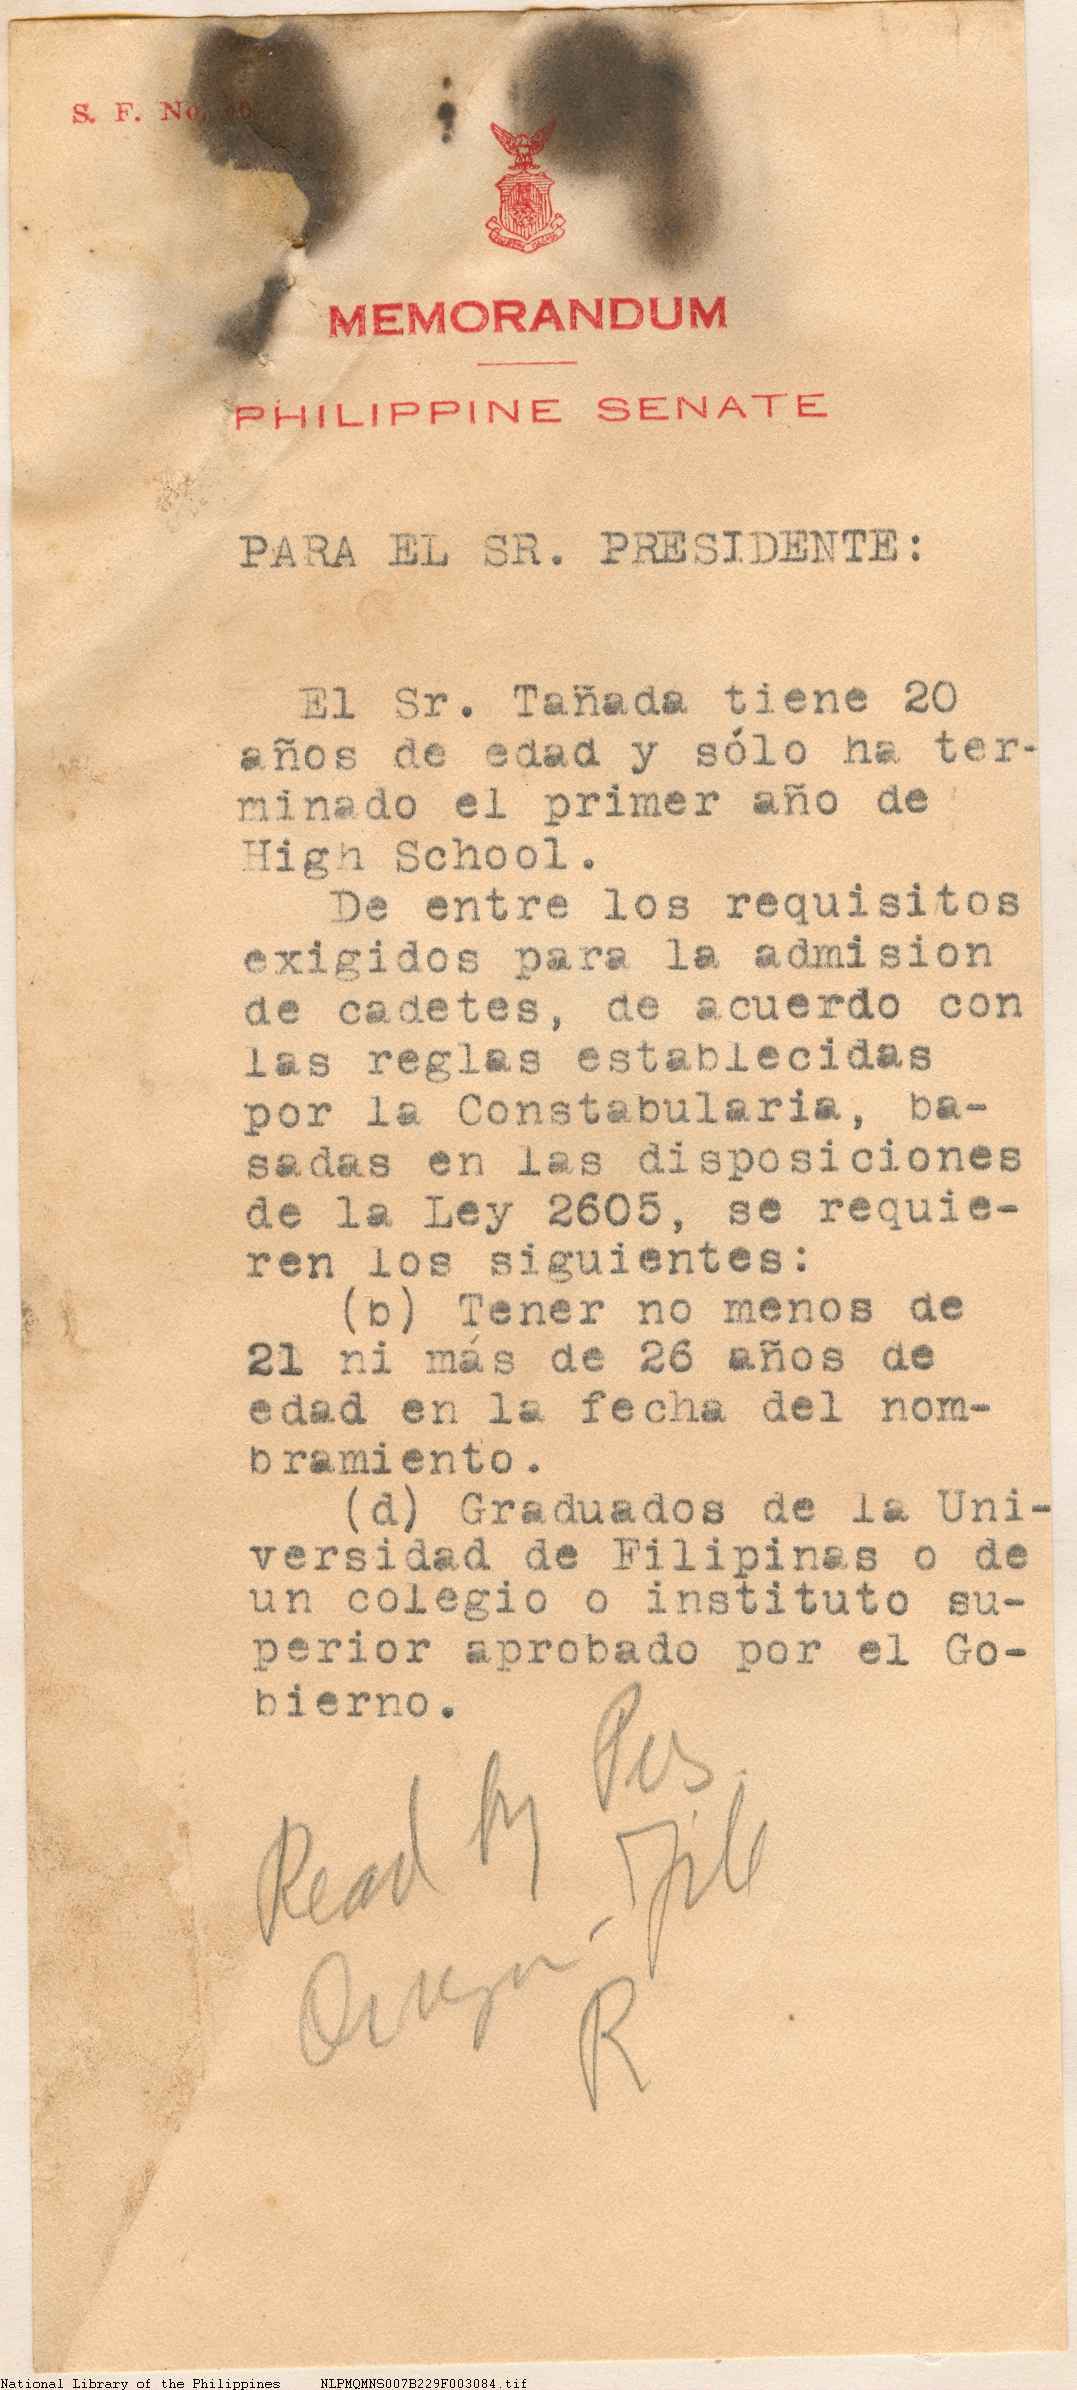 S. F. No.
MEMORANDUM
PHILIPPINE SENATE
PARA EL SR. PRESIDENTE:
El Sr. Tañada tiene 20
años de edad y sólo ha ter-
minado el primer año de
High School.
De entre los requisitos
exigidos para la admision
de cadetes, de acuerdo con
las reglas establecidas
por la Constabularia, ba-
sadas en las disposiciones
de la Ley 2605, se requie-
ren los siguientes:
(b) Tener no menos de
21 ni más de 26 años de
edad en la fecha del nom-
bramiento.
(d) Graduados de la Uni-
versidad de Filipinas o de
un colegio o instituto su-
perior aprobado por el Go-
bierno.
Read by Pres.
Quezon - File
R
National Library of the Philippines NLPMQMNS007B229F003084.tif